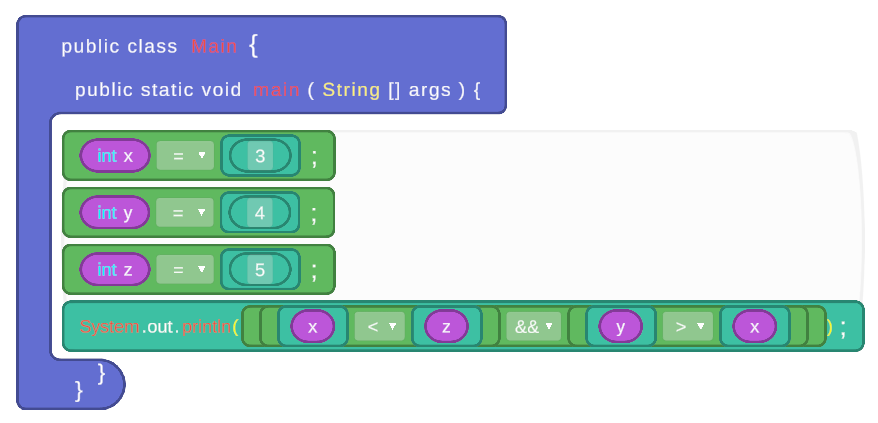 public class Main {
public static void main ( String [] args ) {
int x = 3 ;
int y = 4 ;
int z = 5 ;
System.out.println( x < z && y > x ) ;
}
}